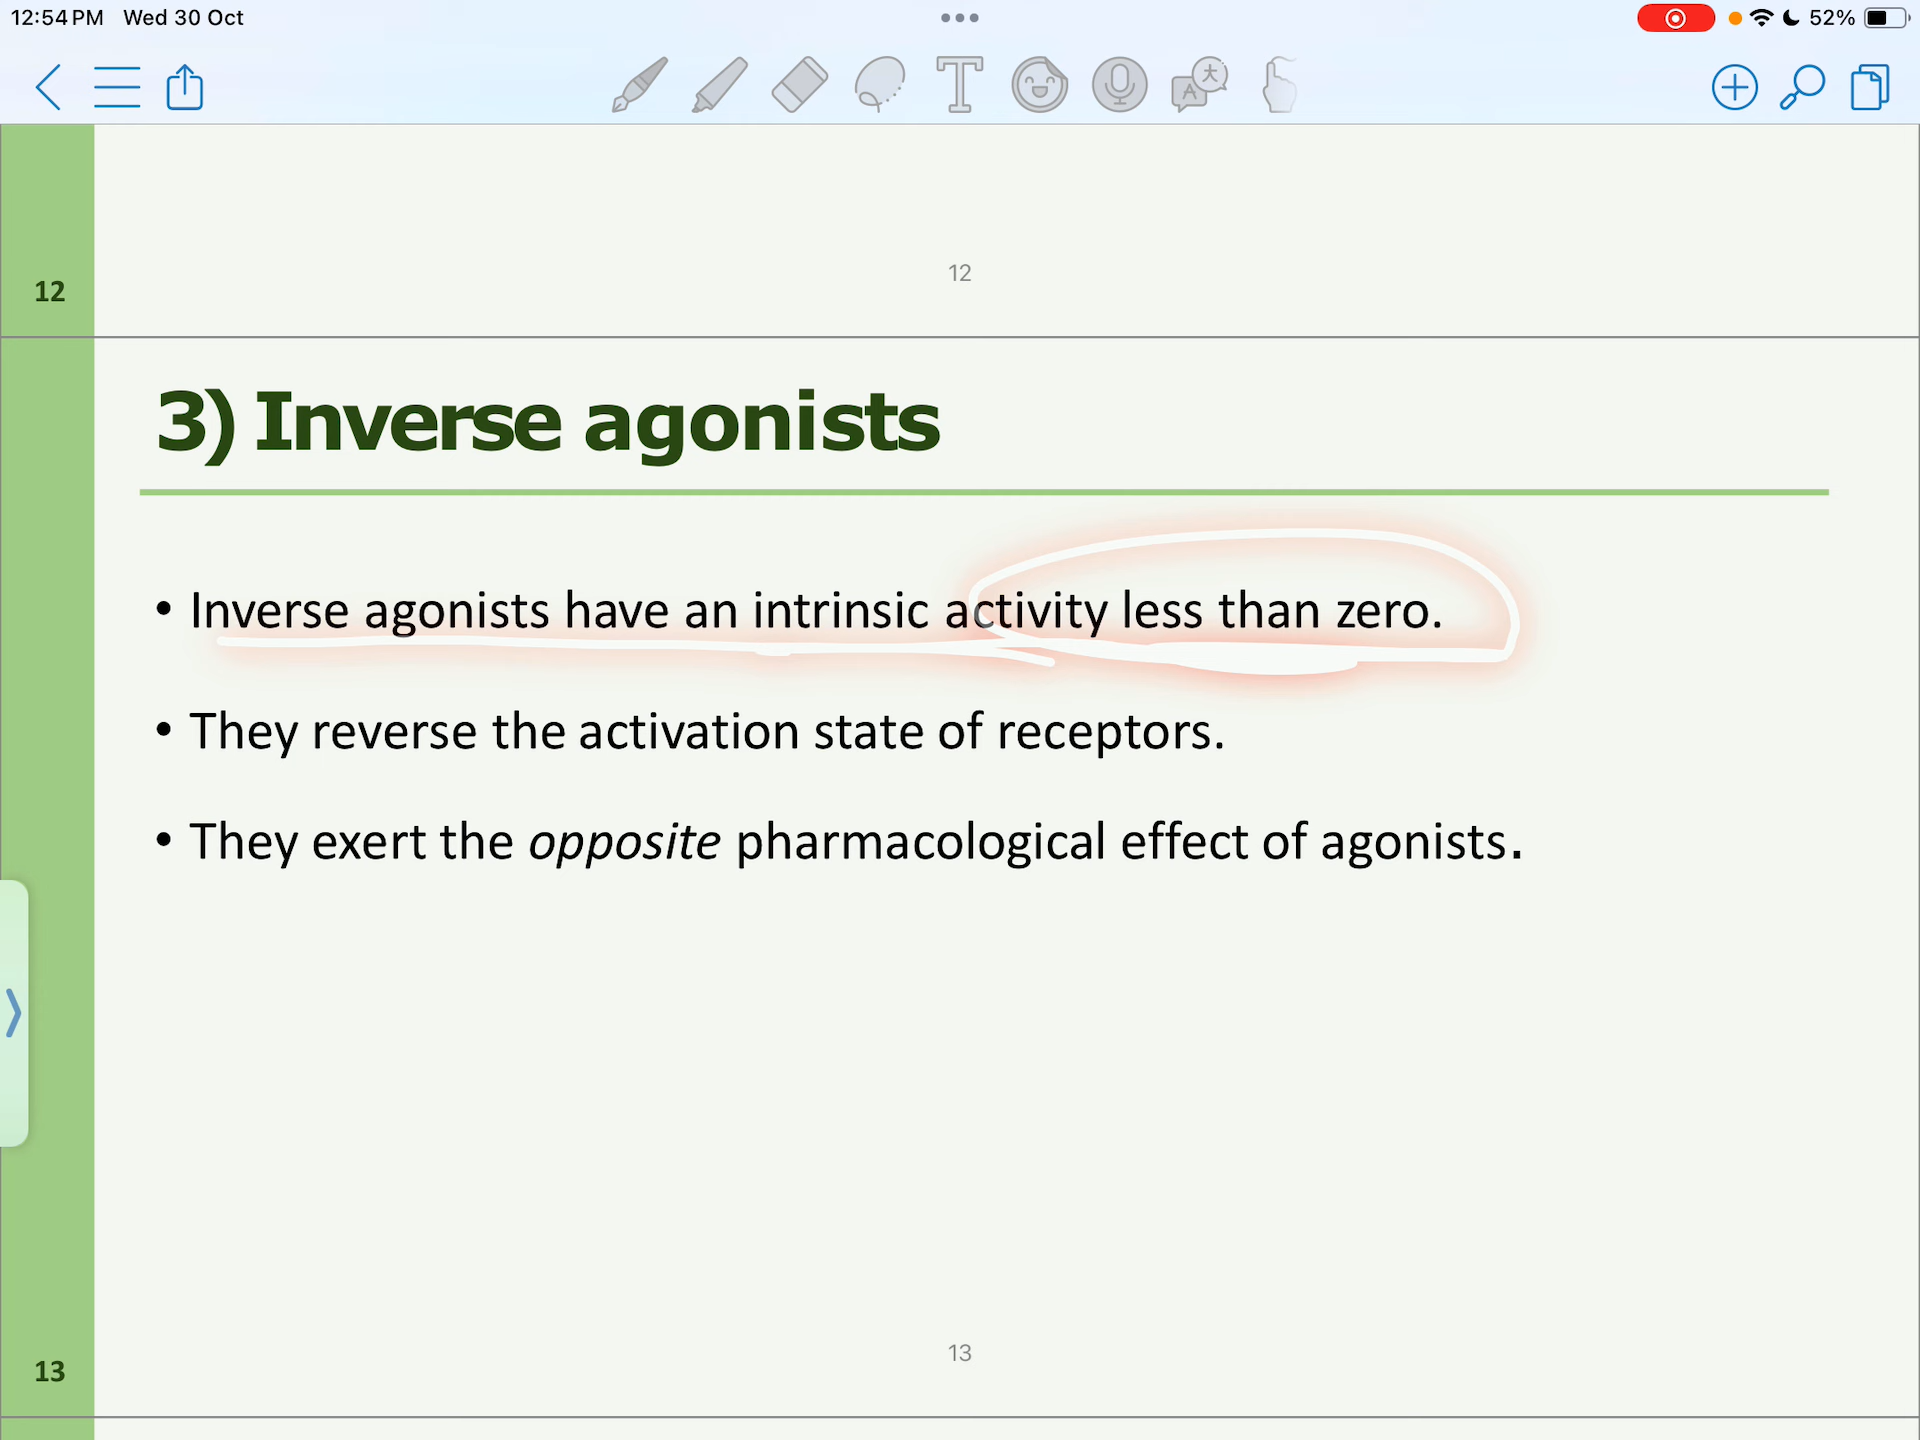 12:54 PM Wed 30 Oct
52%
12
12
3) Inverse agonists
• Inverse agonists have an intrinsic activity less than zero.
• They reverse the activation state of receptors.
• They exert the opposite pharmacological effect of agonists.
13
13